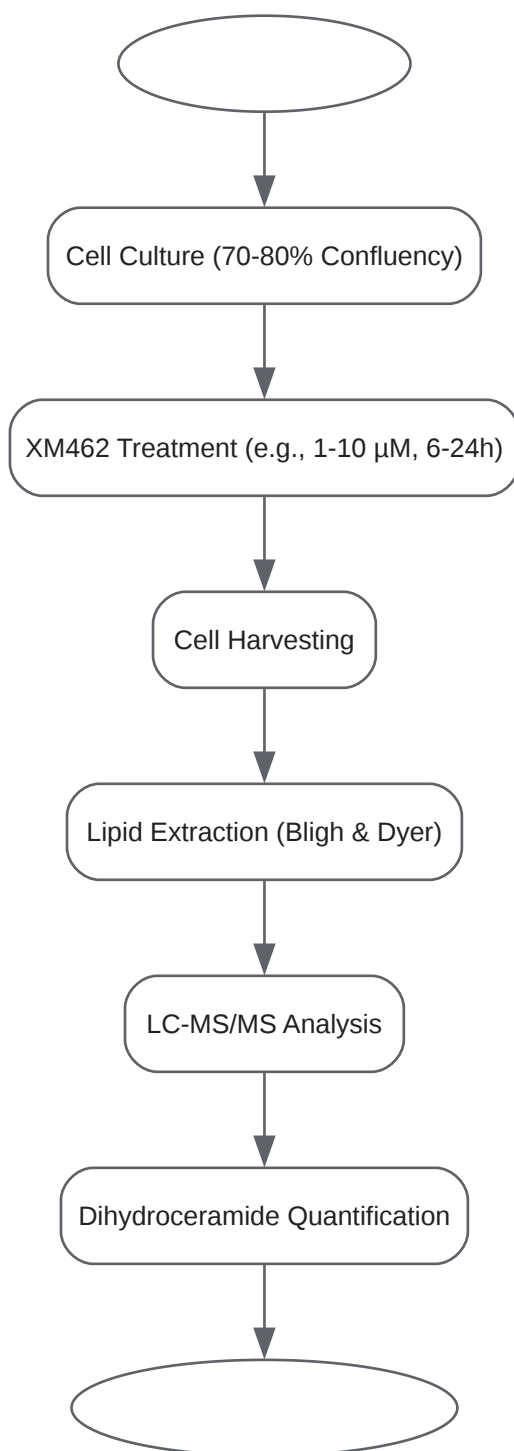 Cell Culture (70-80% Confluency)
XM462 Treatment (e.g., 1-10 µM, 6-24h)
Cell Harvesting
Lipid Extraction (Bligh & Dyer)
LC-MS/MS Analysis
Dihydroceramide Quantification